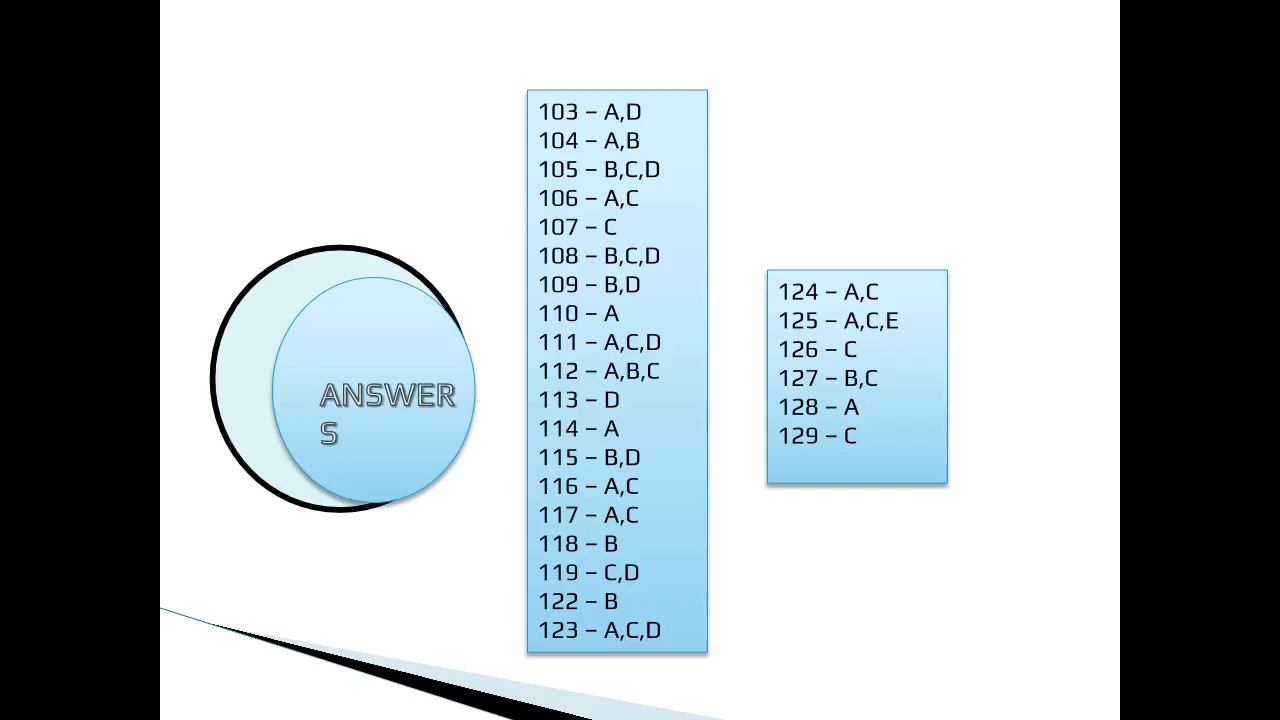 ANSWER
S
103 – A,D
104 – A,B
105 – B,C,D
106 – A,C
107 – C
108 – B,C,D
109 – B,D
110 – A
111 – A,C,D
112 – A,B,C
113 – D
114 – A
115 – B,D
116 – A,C
117 – A,C
118 – B
119 – C,D
122 – B
123 – A,C,D
124 – A,C
125 – A,C,E
126 – C
127 – B,C
128 – A
129 – C